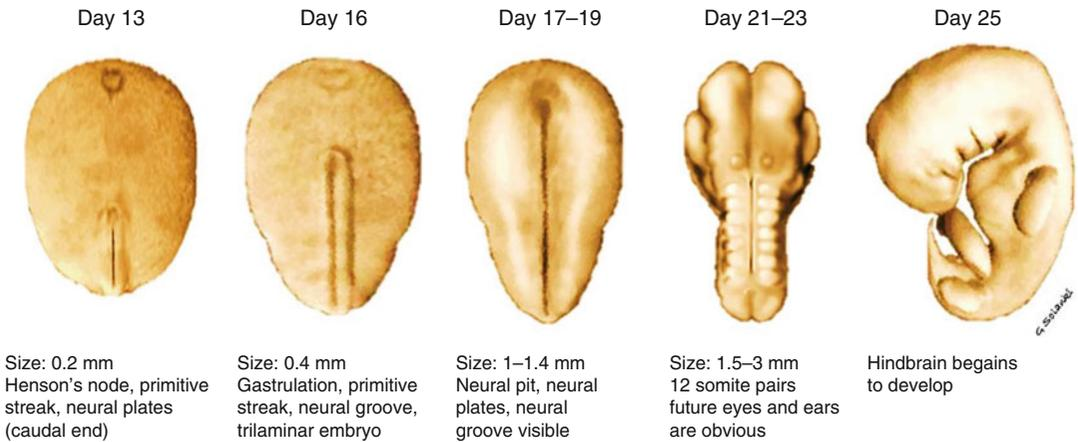 Day 13
Day 16
Day 17–19
Day 21–23
Day 25
Size: 0.2 mm
Henson’s node, primitive
streak, neural plates
(caudal end)
Size: 0.4 mm
Gastrulation, primitive
streak, neural groove,
trilaminar embryo
Size: 1–1.4 mm
Neural pit, neural
plates, neural
groove visible
Size: 1.5–3 mm
12 somite pairs
future eyes and ears
are obvious
Hindbrain begains
to develop